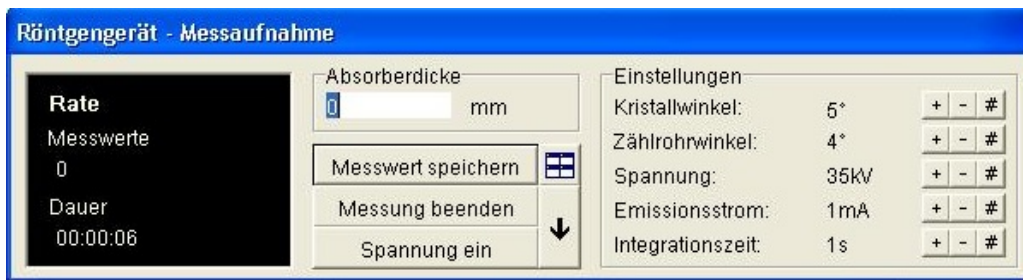 Röntgengerät - Messaufnahme
Rate
Messwerte
0
Dauer
00:00:06
Absorberdicke
0 mm
Messwert speichern
Messung beenden
Spannung ein
Einstellungen
Kristallwinkel: 5° + - #
Zählrohrwinkel: 4° + - #
Spannung: 35kV + - #
Emissionsstrom: 1mA + - #
Integrationszeit: 1s + - #